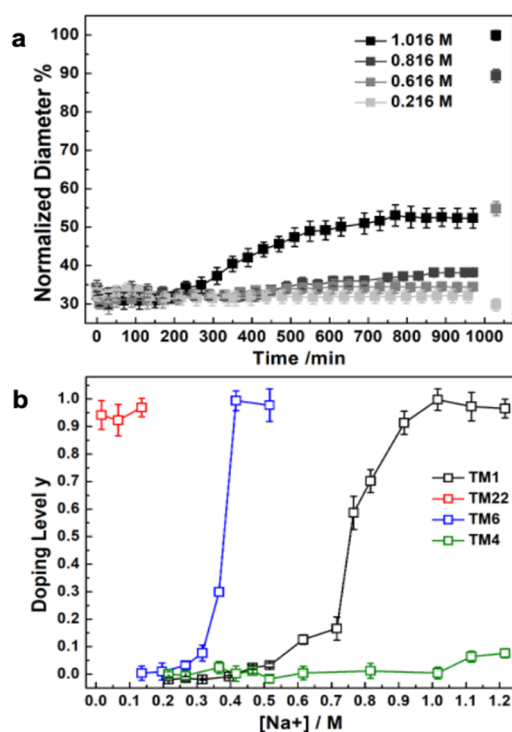 a
Normalized Diameter %
100
90
80
70
60
50
40
30
1.016 M
0.816 M
0.616 M
0.216 M
0 100 200 300 400 500 600 700 800 900 1000
Time /min
b
Doping Level y
1.0
0.9
0.8
0.7
0.6
0.5
0.4
0.3
0.2
0.1
0.0
TM1
TM22
TM6
TM4
0.0 0.1 0.2 0.3 0.4 0.5 0.6 0.7 0.8 0.9 1.0 1.1 1.2
[Na+] / M